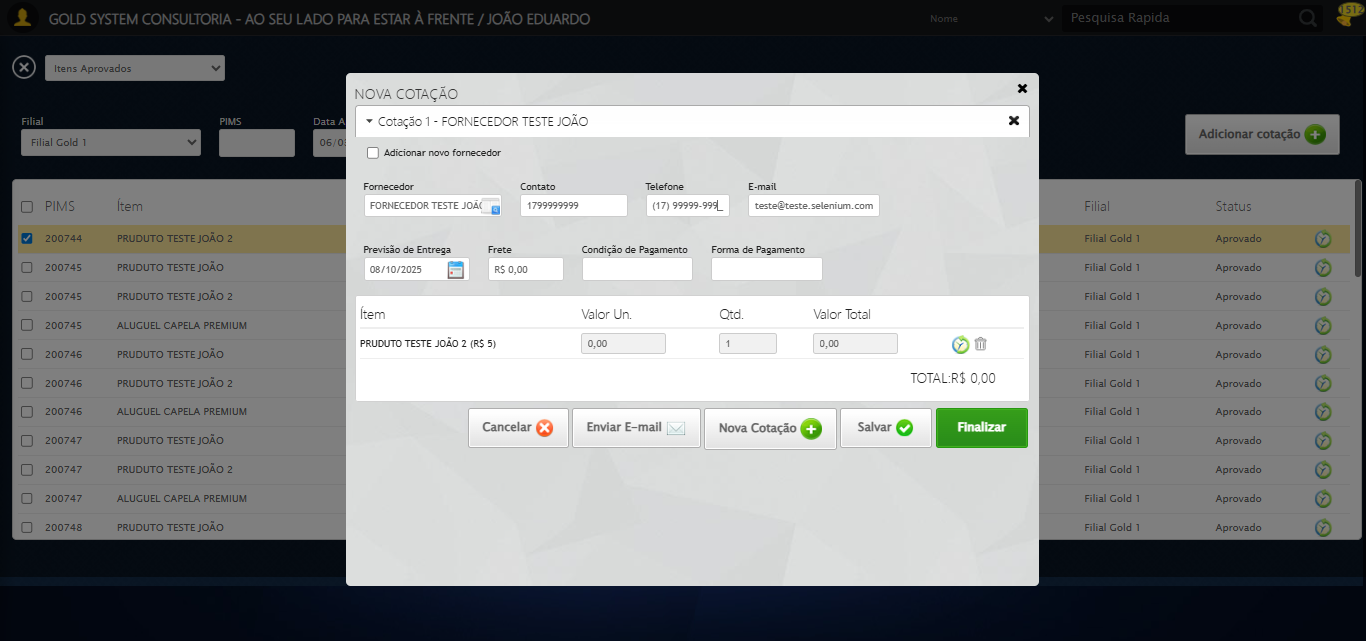 GOLD SYSTEM CONSULTORIA - AO SEU LADO PARA ESTAR À FRENTE / JOÃO EDUARDO
Nome
Pesquisa Rapida
1512
Itens Aprovados
Filial
PIMS
Data A
Filial Gold 1
06/0
Adicionar cotação
PIMS Ítem Filial Status
200744 PRUDUTO TESTE JOÃO 2 Filial Gold 1 Aprovado
200745 PRUDUTO TESTE JOÃO Filial Gold 1 Aprovado
200745 PRUDUTO TESTE JOÃO 2 Filial Gold 1 Aprovado
200745 ALUGUEL CAPELA PREMIUM Filial Gold 1 Aprovado
200746 PRUDUTO TESTE JOÃO Filial Gold 1 Aprovado
200746 PRUDUTO TESTE JOÃO 2 Filial Gold 1 Aprovado
200746 ALUGUEL CAPELA PREMIUM Filial Gold 1 Aprovado
200747 PRUDUTO TESTE JOÃO Filial Gold 1 Aprovado
200747 PRUDUTO TESTE JOÃO 2 Filial Gold 1 Aprovado
200747 ALUGUEL CAPELA PREMIUM Filial Gold 1 Aprovado
200748 PRUDUTO TESTE JOÃO Filial Gold 1 Aprovado
NOVA COTAÇÃO
Cotação 1 - FORNECEDOR TESTE JOÃO
Adicionar novo fornecedor
Fornecedor Contato Telefone E-mail
FORNECEDOR TESTE JOÃO 1799999999 (17) 99999-999_ teste@teste.selenium.com
Previsão de Entrega Frete Condição de Pagamento Forma de Pagamento
08/10/2025 R$ 0,00
Ítem Valor Un. Qtd. Valor Total
PRUDUTO TESTE JOÃO 2 (R$ 5) 0,00 1 0,00
TOTAL:R$ 0,00
Cancelar Enviar E-mail Nova Cotação Salvar Finalizar